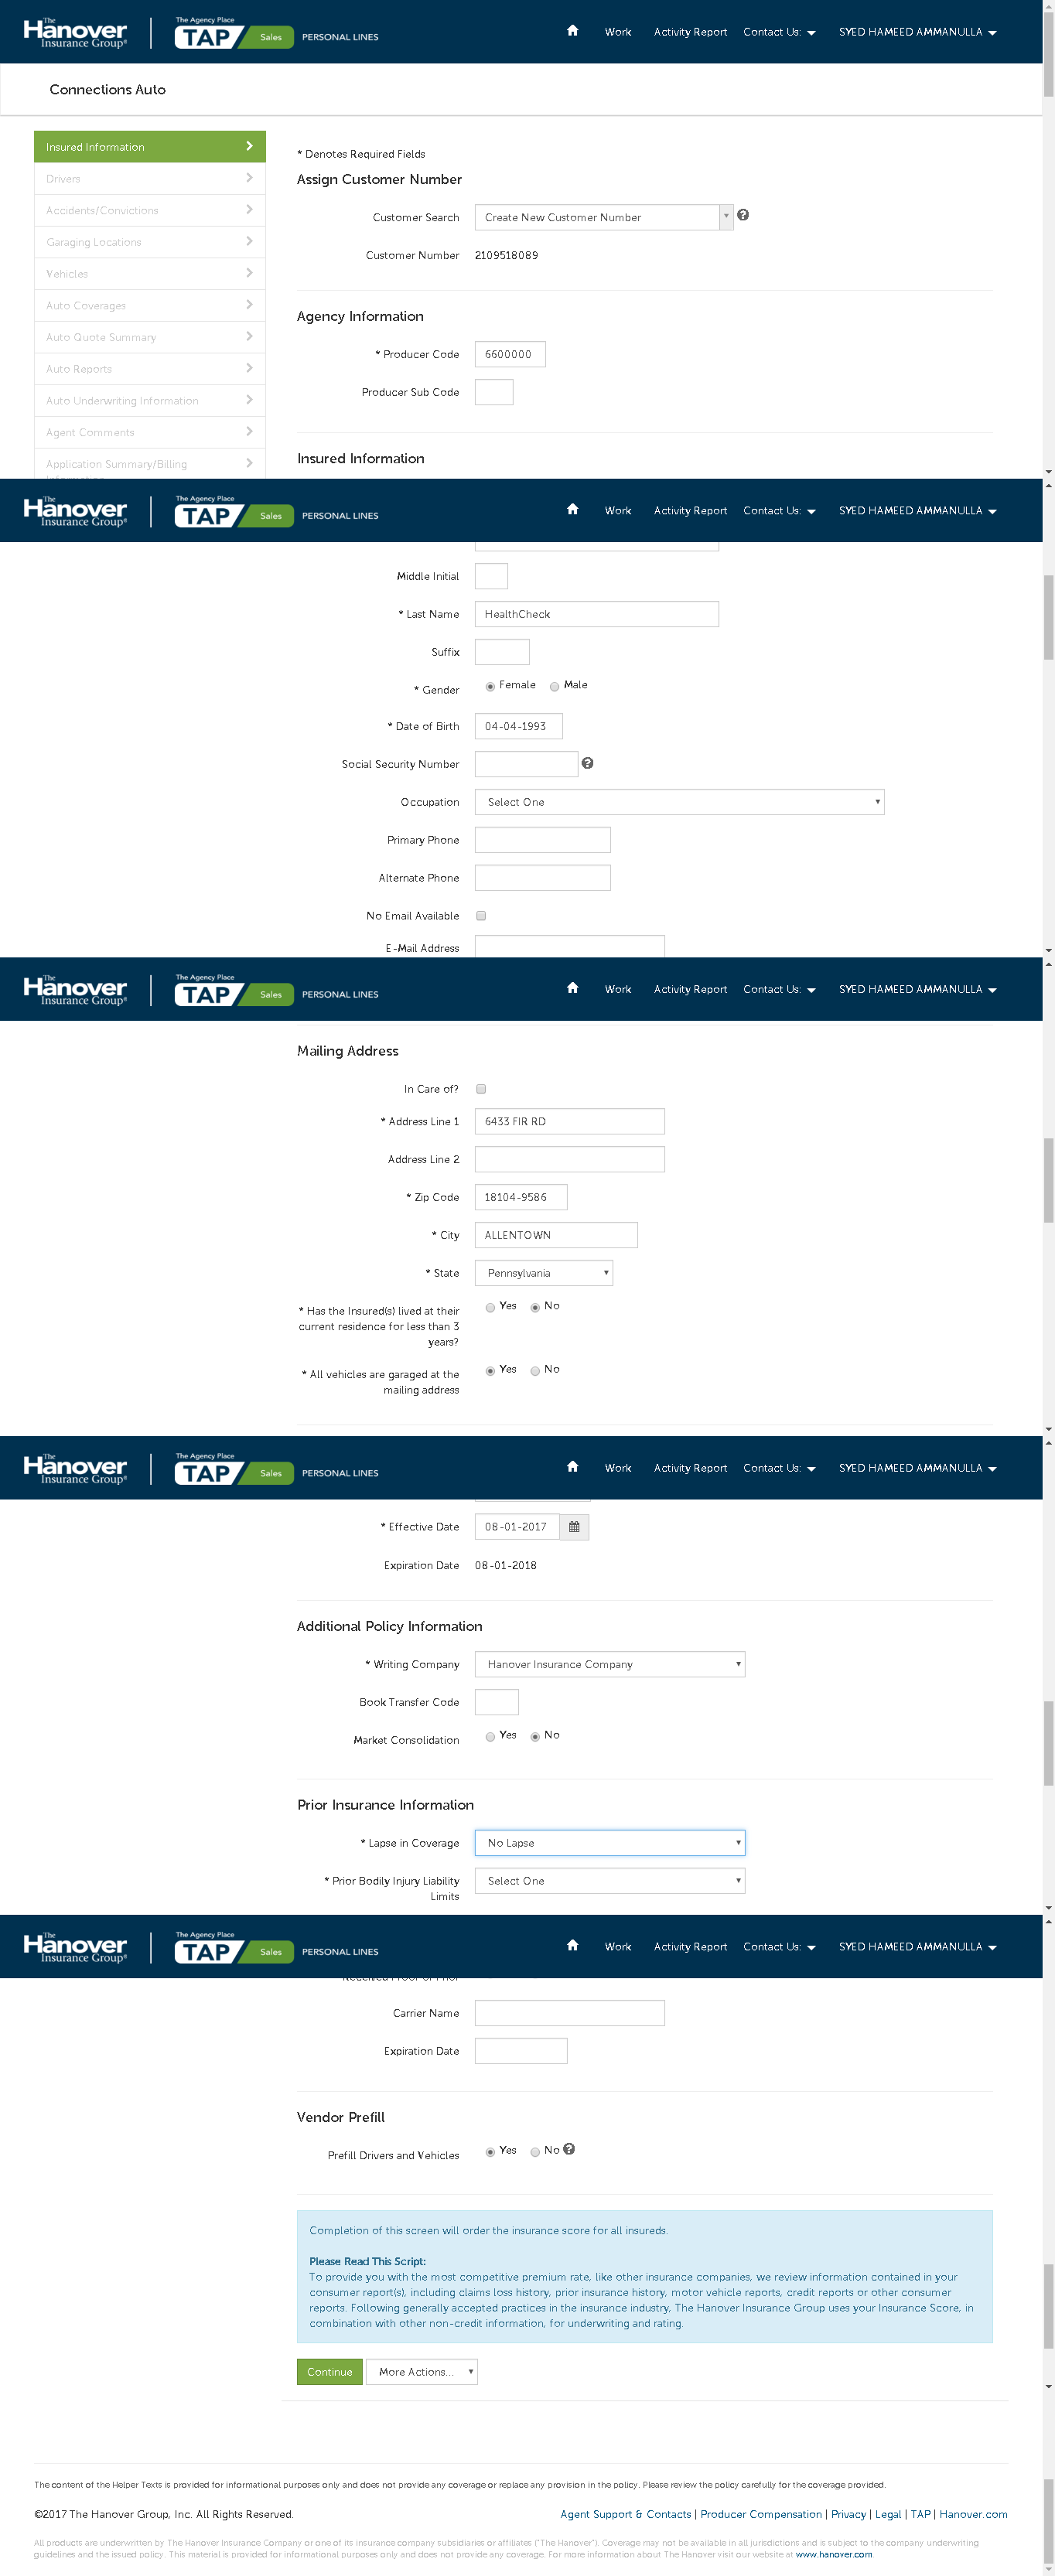 The
Hanover
Insurance Group®
The Agency Place
TAP Sales PERSONAL LINES
Work Activity Report Contact Us: SYED HAMEED AMMANULLA
Connections Auto
Insured Information
Drivers
Accidents/Convictions
Garaging Locations
Vehicles
Auto Coverages
Auto Quote Summary
Auto Reports
Auto Underwriting Information
Agent Comments
Application Summary/Billing
* Denotes Required Fields
Assign Customer Number
Customer Search Create New Customer Number
Customer Number 2109518089
Agency Information
* Producer Code 6600000
Producer Sub Code
Insured Information
The
Hanover
Insurance Group®
The Agency Place
TAP Sales PERSONAL LINES
Work Activity Report Contact Us: SYED HAMEED AMMANULLA
Middle Initial
* Last Name HealthCheck
Suffix
* Gender Female Male
* Date of Birth 04-04-1993
Social Security Number
Occupation Select One
Primary Phone
Alternate Phone
No Email Available
E-Mail Address
The
Hanover
Insurance Group®
The Agency Place
TAP Sales PERSONAL LINES
Work Activity Report Contact Us: SYED HAMEED AMMANULLA
Mailing Address
In Care of?
* Address Line 1 6433 FIR RD
Address Line 2
* Zip Code 18104-9586
* City ALLENTOWN
* State Pennsylvania
* Has the Insured(s) lived at their Yes No
current residence for less than 3
years?
* All vehicles are garaged at the Yes No
mailing address
The
Hanover
Insurance Group®
The Agency Place
TAP Sales PERSONAL LINES
Work Activity Report Contact Us: SYED HAMEED AMMANULLA
* Effective Date 08-01-2017
Expiration Date 08-01-2018
Additional Policy Information
* Writing Company Hanover Insurance Company
Book Transfer Code
Market Consolidation Yes No
Prior Insurance Information
* Lapse in Coverage No Lapse
* Prior Bodily Injury Liability Select One
Limits
The
Hanover
Insurance Group®
The Agency Place
TAP Sales PERSONAL LINES
Work Activity Report Contact Us: SYED HAMEED AMMANULLA
Carrier Name
Expiration Date
Vendor Prefill
Prefill Drivers and Vehicles Yes No
Completion of this screen will order the insurance score for all insureds.
Please Read This Script:
To provide you with the most competitive premium rate, like other insurance companies, we review information contained in your
consumer report(s), including claims loss history, prior insurance history, motor vehicle reports, credit reports or other consumer
reports. Following generally accepted practices in the insurance industry, The Hanover Insurance Group uses your Insurance Score, in
combination with other non-credit information, for underwriting and rating.
Continue More Actions...
The content of the Helper Texts is provided for informational purposes only and does not provide any coverage or replace any provision in the policy. Please review the policy carefully for the coverage provided.
©2017 The Hanover Group, Inc. All Rights Reserved. Agent Support & Contacts | Producer Compensation | Privacy | Legal | TAP | Hanover.com
All products are underwritten by The Hanover Insurance Company or one of its insurance company subsidiaries or affiliates ("The Hanover"). Coverage may not be available in all jurisdictions and is subject to the company underwriting
guidelines and the issued policy. This material is provided for informational purposes only and does not provide any coverage. For more information about The Hanover visit our website at www.hanover.com